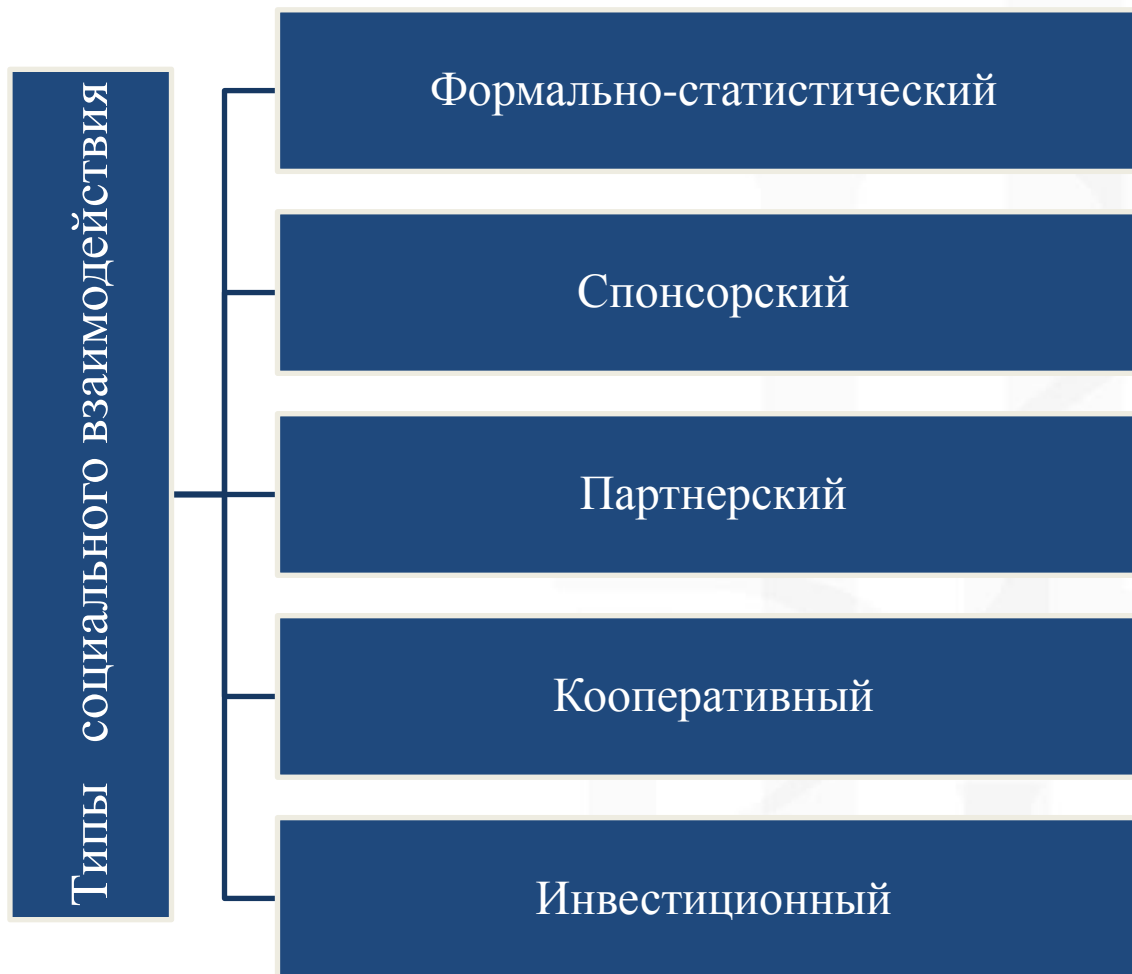 Типы социального взаимодействия
Формально-статистический
Спонсорский
Партнерский
Кооперативный
Инвестиционный